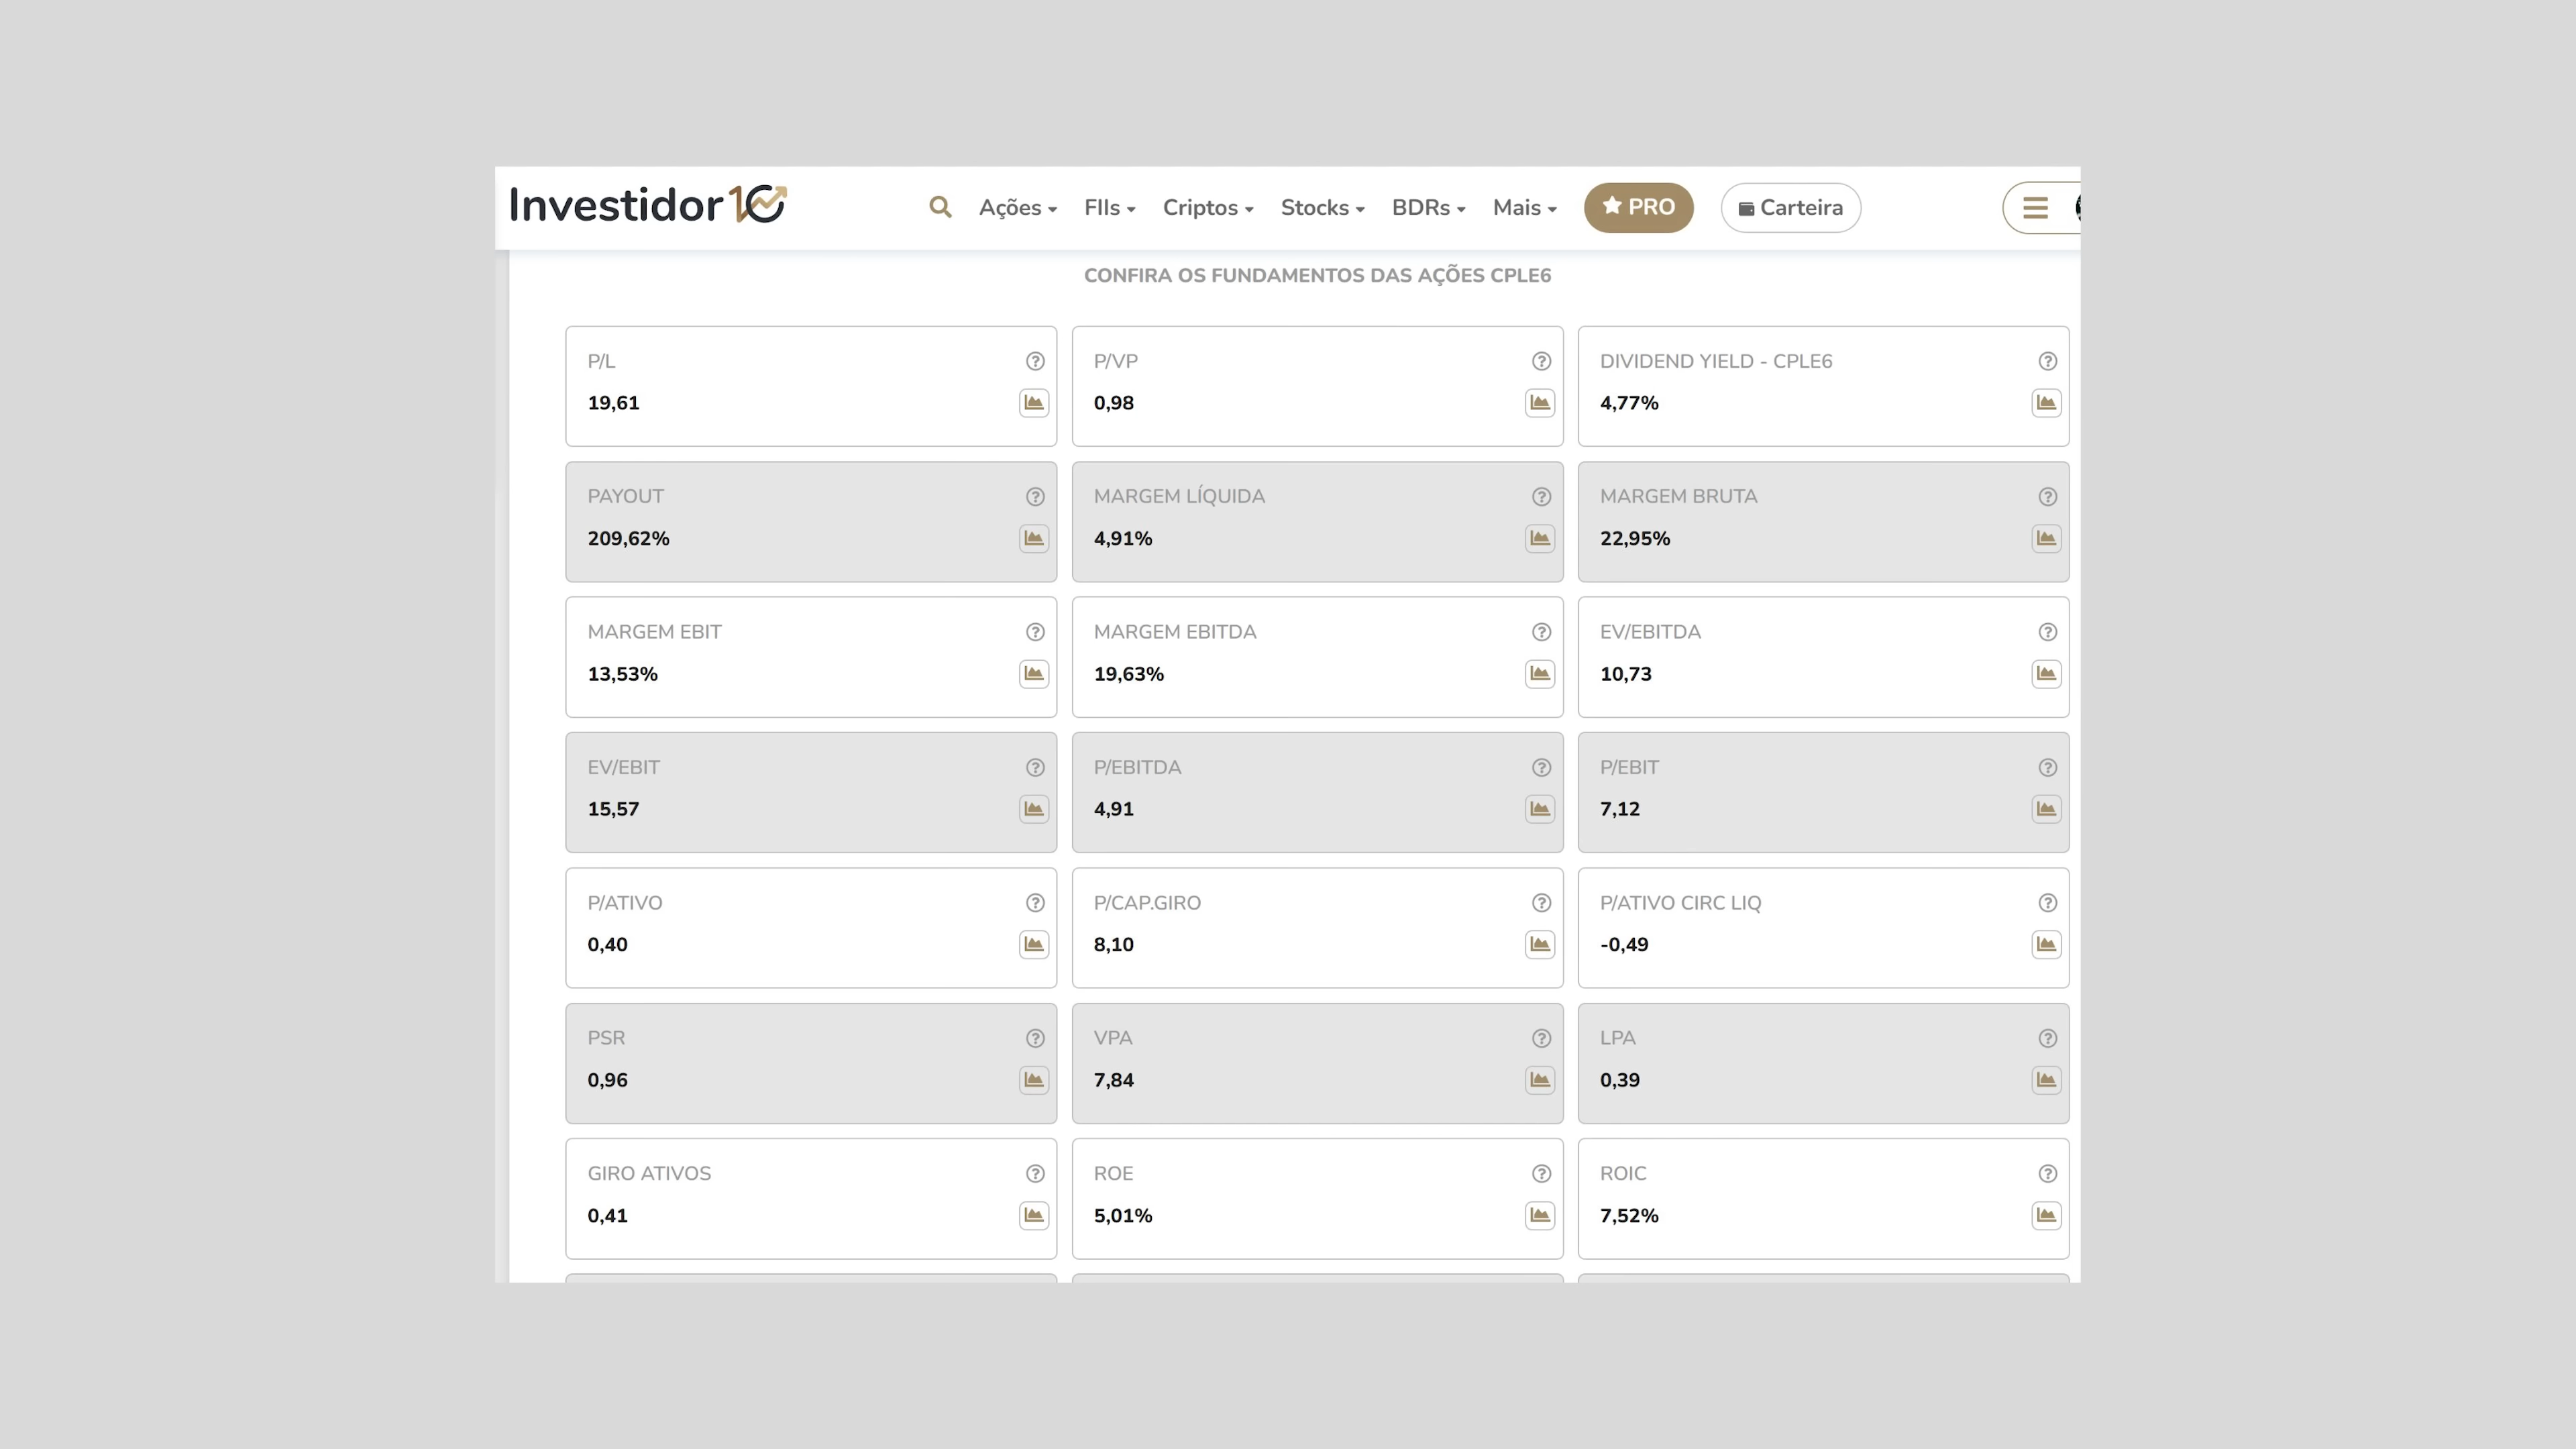 Investidor10
Ações FIIs Criptos Stocks BDRs Mais PRO Carteira
CONFIRA OS FUNDAMENTOS DAS AÇÕES CPLE6
P/L P/VP DIVIDEND YIELD - CPLE6
19,61 0,98 4,77%
PAYOUT MARGEM LÍQUIDA MARGEM BRUTA
209,62% 4,91% 22,95%
MARGEM EBIT MARGEM EBITDA EV/EBITDA
13,53% 19,63% 10,73
EV/EBIT P/EBITDA P/EBIT
15,57 4,91 7,12
P/ATIVO P/CAP.GIRO P/ATIVO CIRC LIQ
0,40 8,10 -0,49
PSR VPA LPA
0,96 7,84 0,39
GIRO ATIVOS ROE ROIC
0,41 5,01% 7,52%